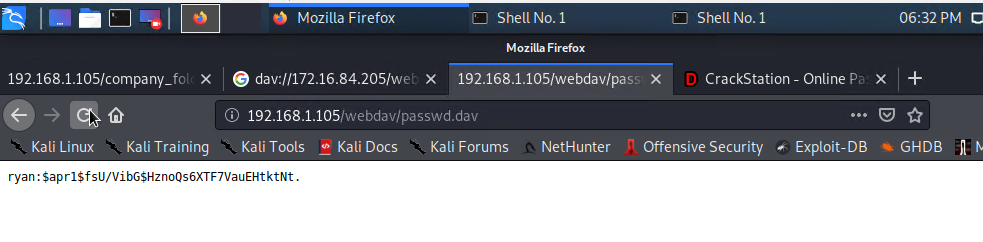 Mozilla Firefox Shell No. 1 Shell No. 1 06:32 PM
Mozilla Firefox
192.168.1.105/company_fol dav://172.16.84.205/web 192.168.1.105/webdav/pass CrackStation - Online Pa
192.168.1.105/webdav/passwd.dav
Kali Linux Kali Training Kali Tools Kali Docs Kali Forums NetHunter Offensive Security Exploit-DB GHDB M
ryan:$apr1$fsU/VibG$HznoQs6XTF7VauEHtktNt.